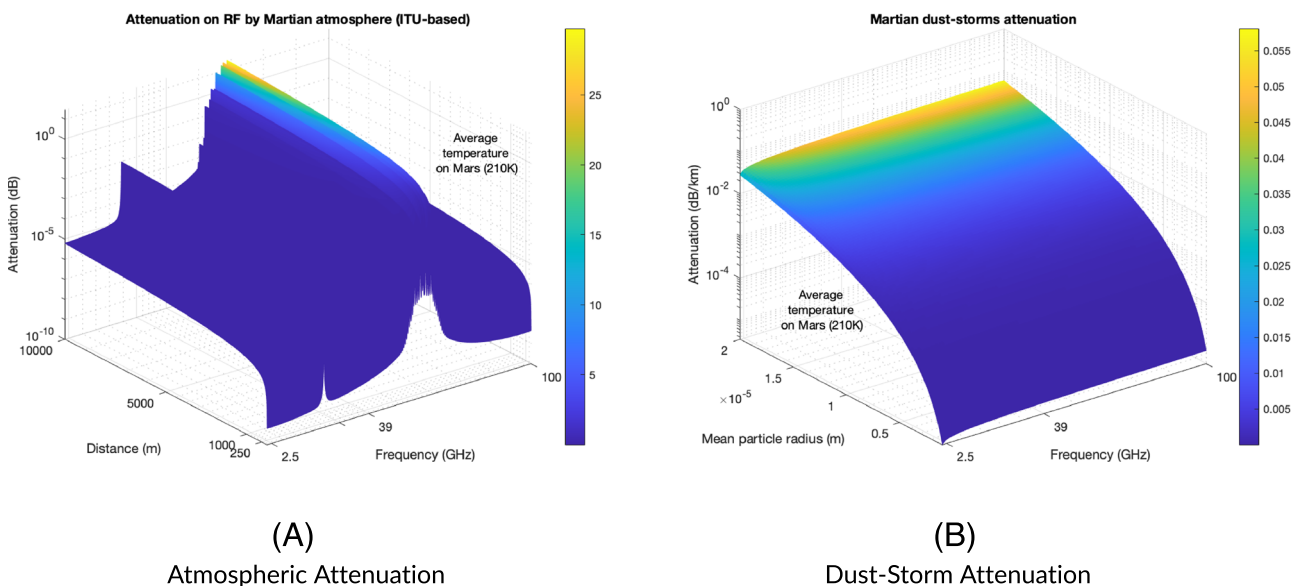 Attenuation on RF by Martian atmosphere (ITU-based)
Attenuation (dB)
10^0
10^-5
10^-10
10000
5000
1000
250
Distance (m)
2.5
39
100
Frequency (GHz)
Average
temperature
on Mars (210K)
25
20
15
10
5
(A)
Atmospheric Attenuation
Martian dust-storms attenuation
Attenuation (dB/km)
10^0
10^-2
10^-4
2
1.5
1
0.5
×10^-5
Mean particle radius (m)
2.5
39
100
Frequency (GHz)
Average
temperature
on Mars (210K)
0.055
0.05
0.045
0.04
0.035
0.03
0.025
0.02
0.015
0.01
0.005
(B)
Dust-Storm Attenuation